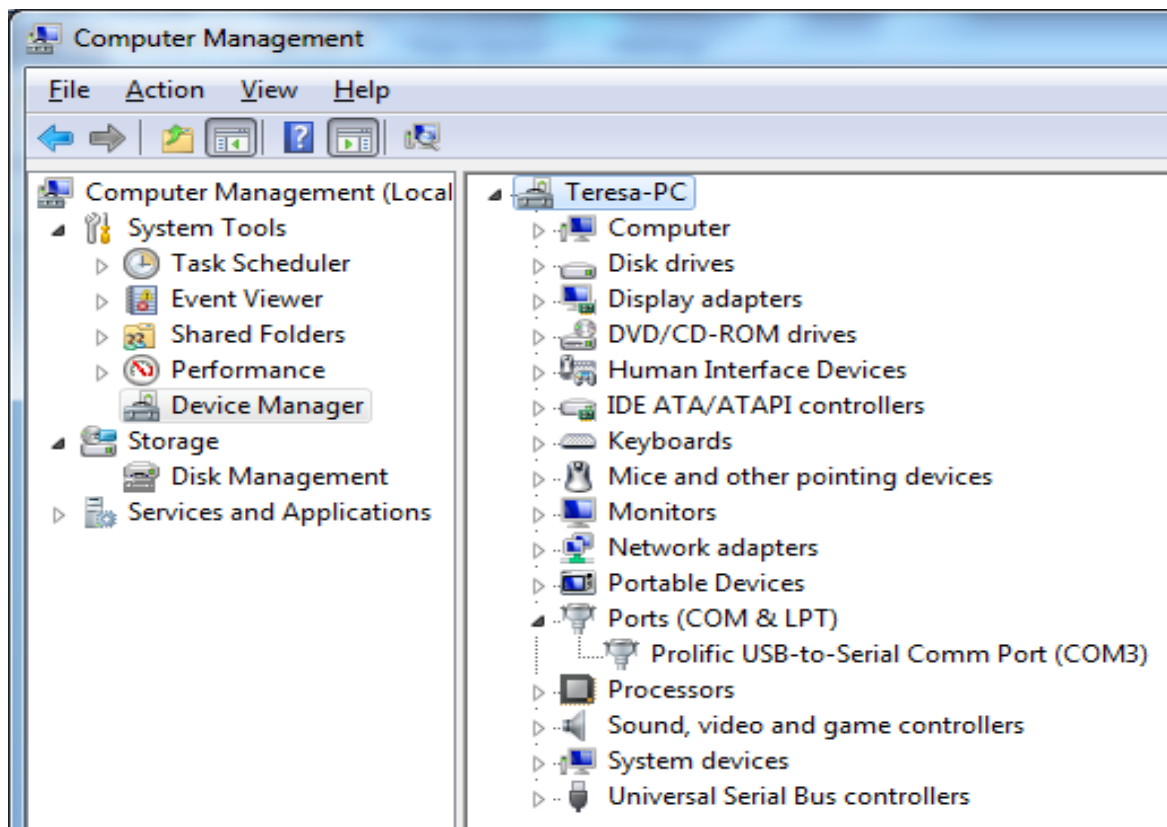 Computer Management
File Action View Help
Computer Management (Local
System Tools
Task Scheduler
Event Viewer
Shared Folders
Performance
Device Manager
Storage
Disk Management
Services and Applications
Teresa-PC
Computer
Disk drives
Display adapters
DVD/CD-ROM drives
Human Interface Devices
IDE ATA/ATAPI controllers
Keyboards
Mice and other pointing devices
Monitors
Network adapters
Portable Devices
Ports (COM & LPT)
Prolific USB-to-Serial Comm Port (COM3)
Processors
Sound, video and game controllers
System devices
Universal Serial Bus controllers